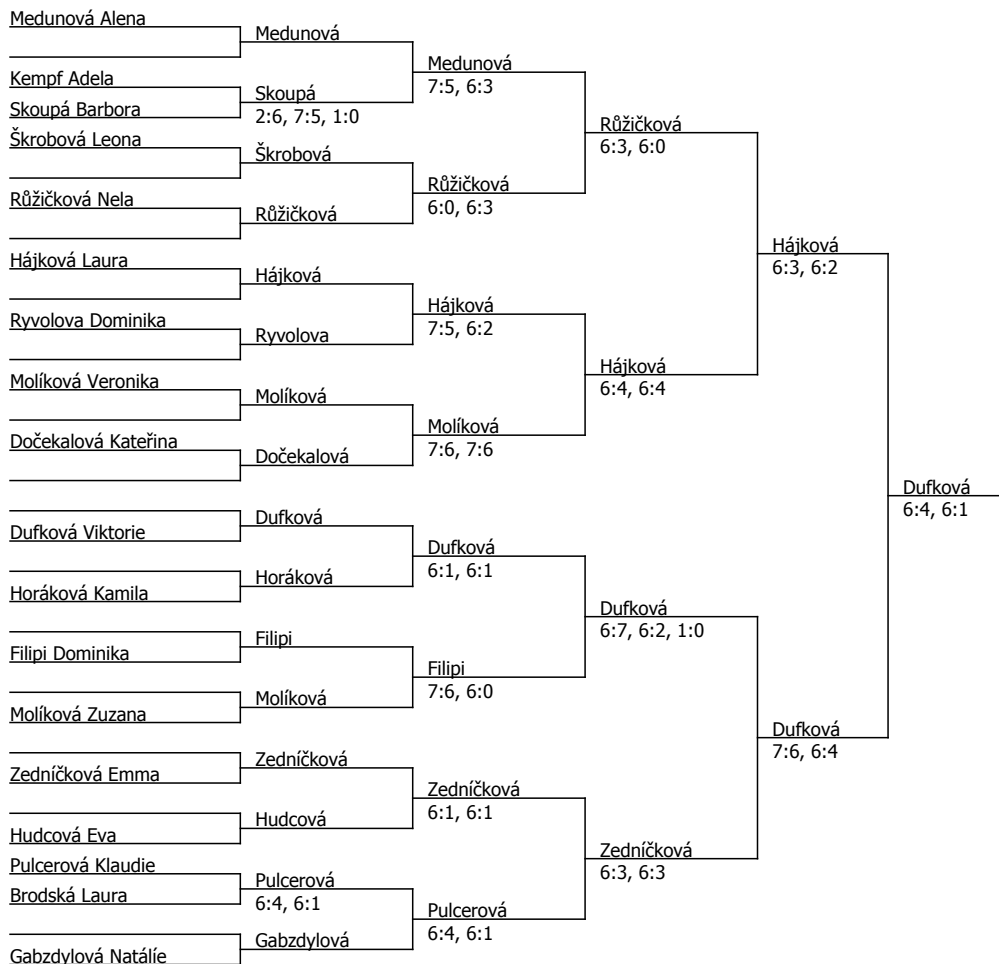 Medunová Alena
Kempf Adela
Skoupá Barbora
Škrobová Leona
Růžičková Nela
Hájková Laura
Ryvolova Dominika
Molíková Veronika
Dočekalová Kateřina
Dufková Viktorie
Horáková Kamila
Filipi Dominika
Molíková Zuzana
Zedníčková Emma
Hudcová Eva
Pulcerová Klaudie
Brodská Laura
Gabzdylová Natálíe
Medunová
Skoupá
2:6, 7:5, 1:0
Škrobová
Růžičková
Hájková
Ryvolova
Molíková
Dočekalová
Dufková
Horáková
Filipi
Molíková
Zedníčková
Hudcová
Pulcerová
6:4, 6:1
Gabzdylová
Medunová
7:5, 6:3
Růžičková
6:0, 6:3
Hájková
7:5, 6:2
Molíková
7:6, 7:6
Dufková
6:1, 6:1
Filipi
7:6, 6:0
Zedníčková
6:1, 6:1
Pulcerová
6:4, 6:1
Růžičková
6:3, 6:0
Hájková
6:4, 6:4
Dufková
6:7, 6:2, 1:0
Zedníčková
6:3, 6:3
Hájková
6:3, 6:2
Dufková
7:6, 6:4
Dufková
6:4, 6:1